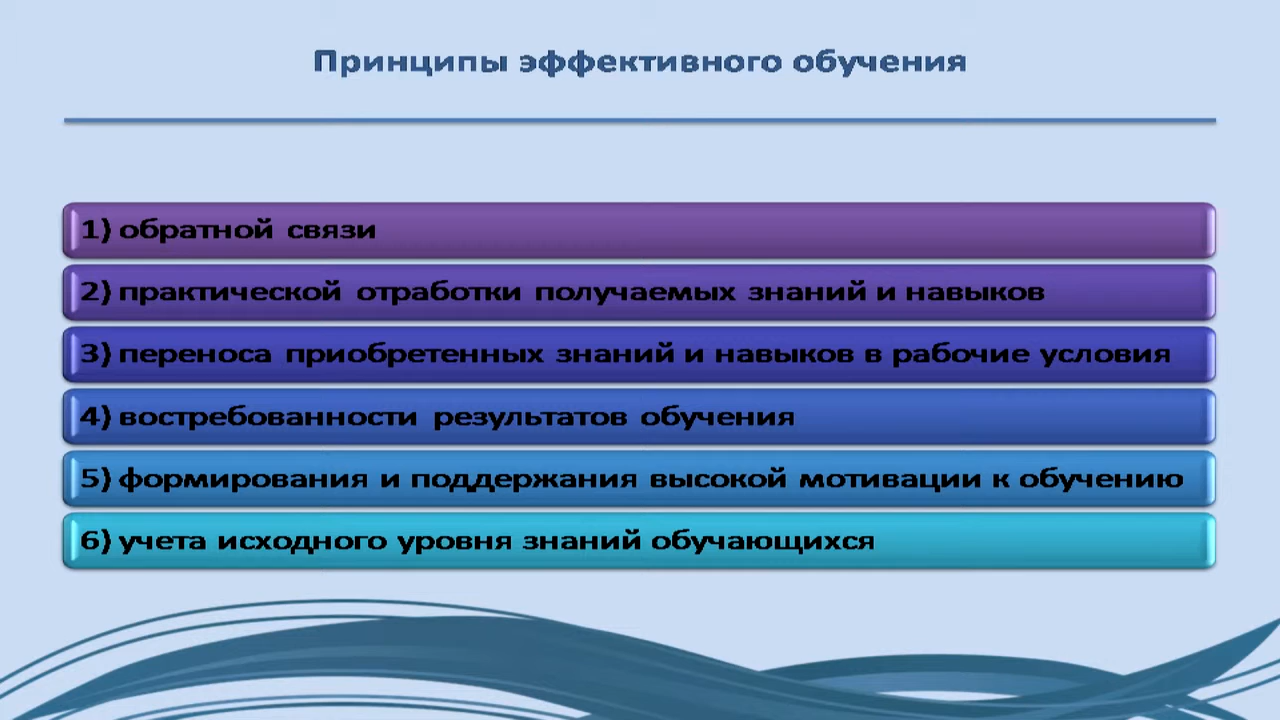 Принципы эффективного обучения
1) обратной связи
2) практической отработки получаемых знаний и навыков
3) переноса приобретенных знаний и навыков в рабочие условия
4) востребованности результатов обучения
5) формирования и поддержания высокой мотивации к обучению
6) учета исходного уровня знаний обучающихся